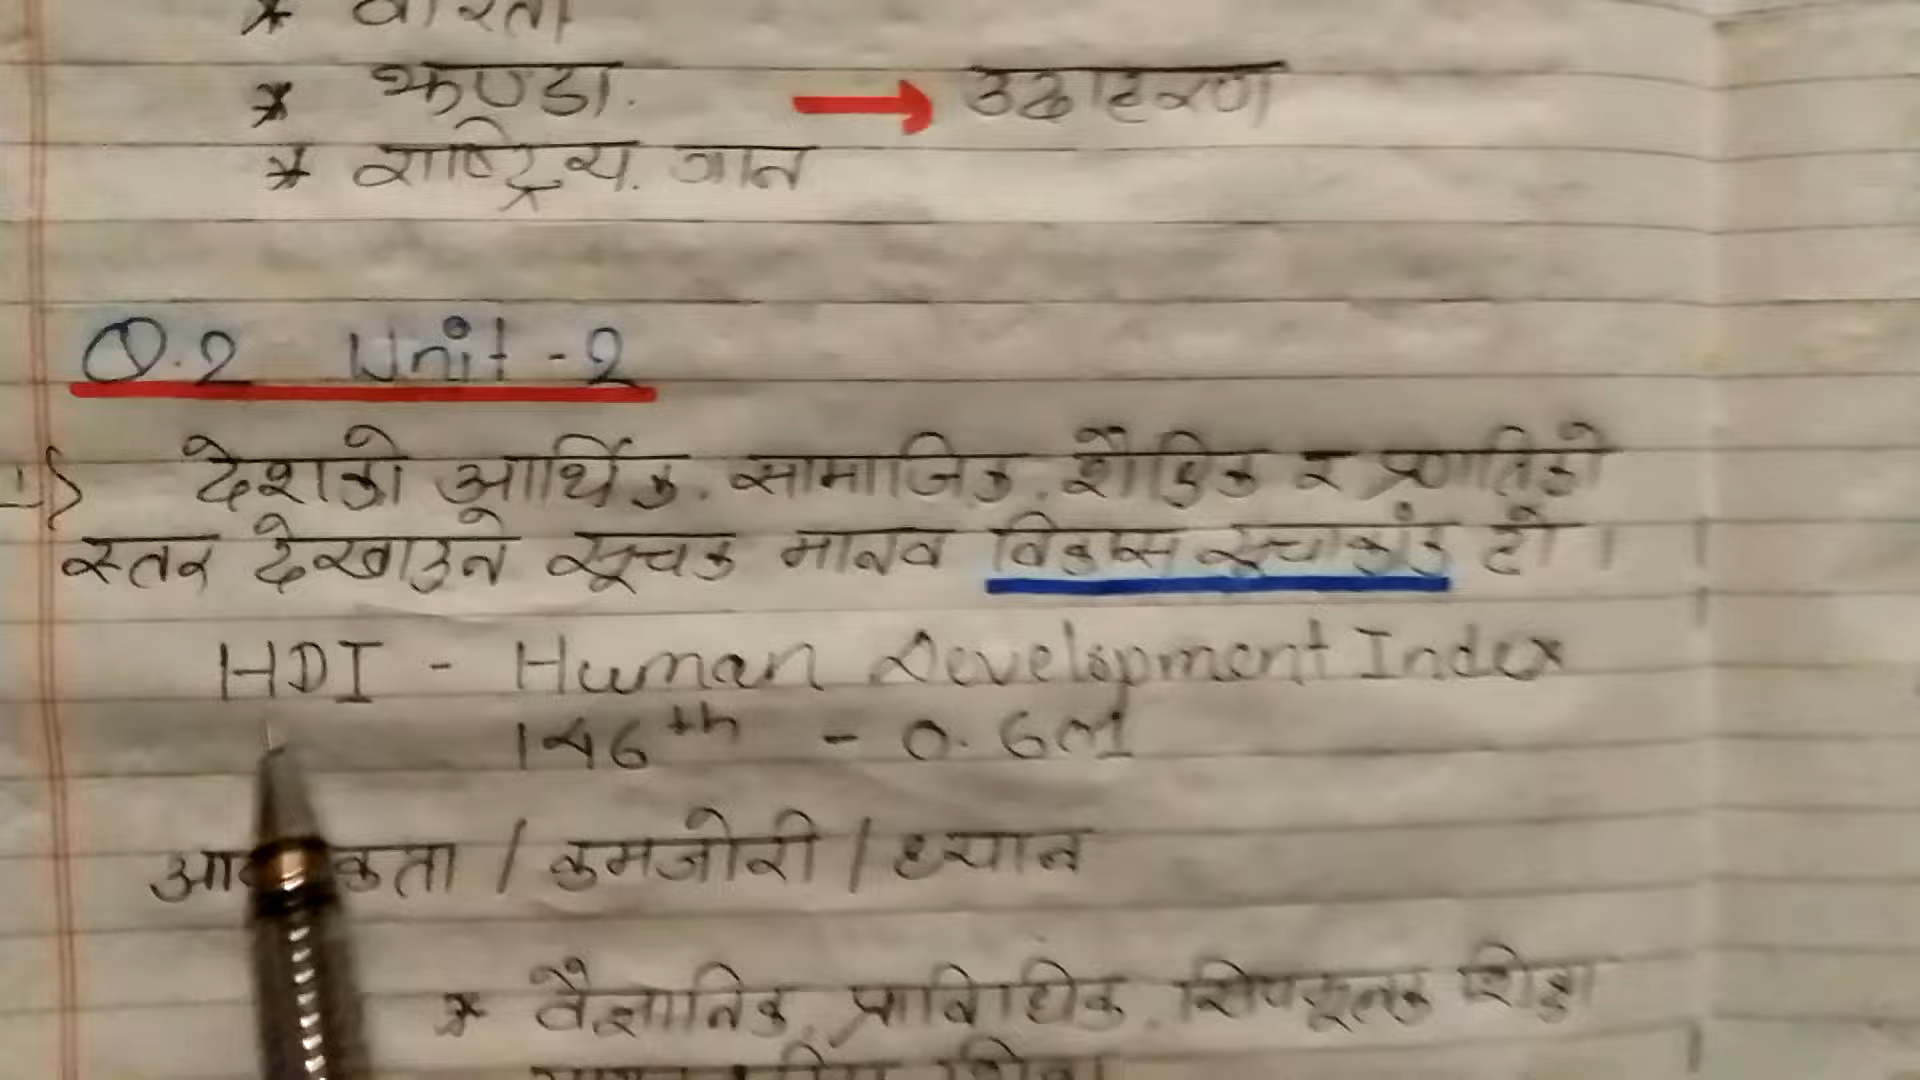 * वीरता
* झण्डा. → उदाहरण
* राष्ट्रिय. गान
Q.2 Unit - 2
1) देशको आर्थिक, सामाजिक, शैक्षिक र प्रगतिको
स्तर देखाउने सूचक मानव विकास सूचाकांक हो ।
HDI - Human Development Index
146th - 0.601
/ कमजोरी / ध्यान
* वैज्ञानिक, प्राविधिक, शिपमूलक शिक्षा